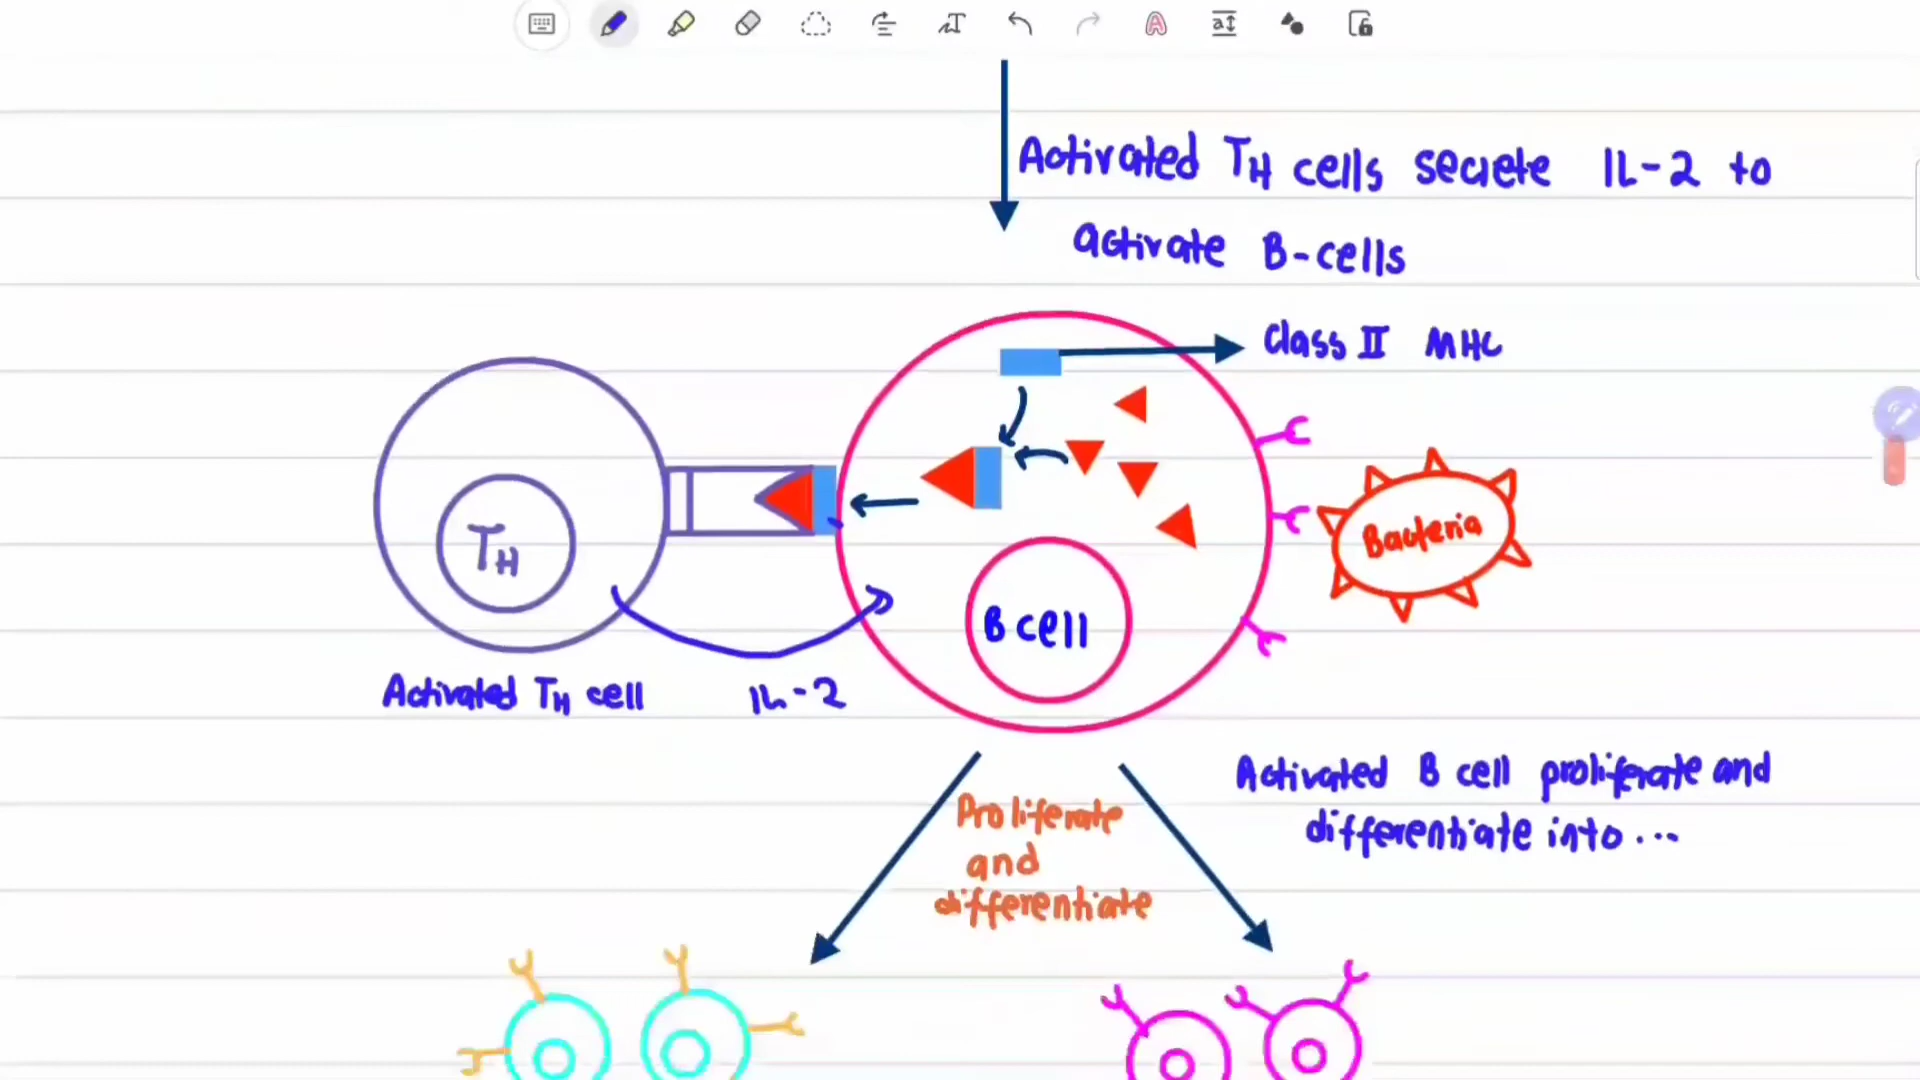 Activated TH cells secrete IL-2 to
activate B-cells
Class II MHC
TH
Bacteria
B cell
Activated TH cell
IL-2
Activated B cell proliferate and
differentiate into...
Proliferate
and
differentiate